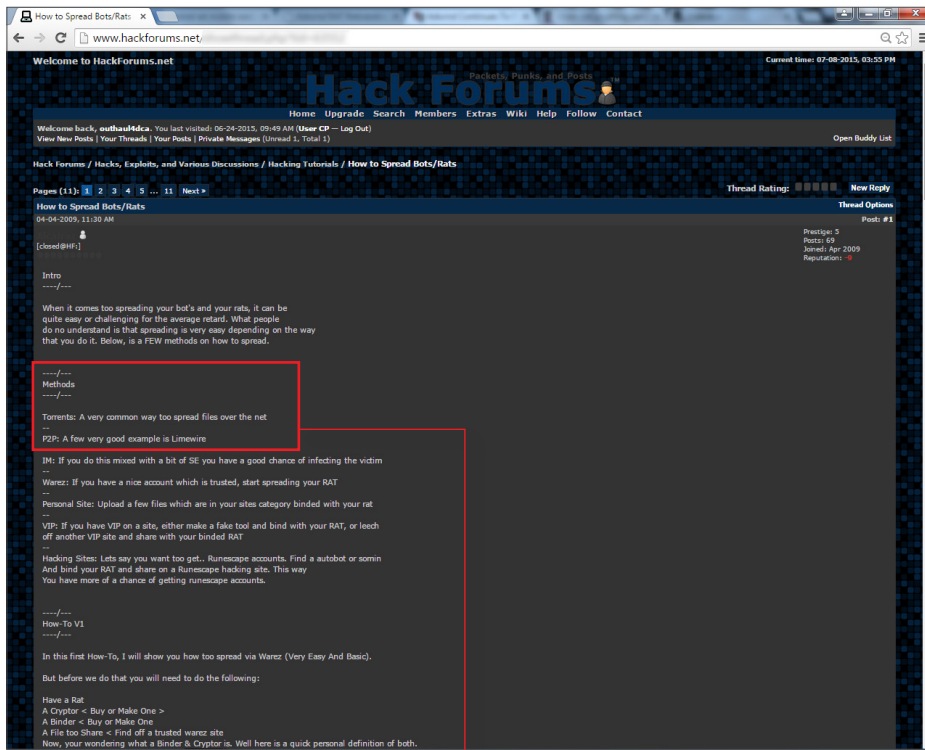 How to Spread Bots/Rats
www.hackforums.net/
Welcome to HackForums.net
Current time: 07-08-2015, 03:55 PM
Hack Forums™
Packets, Punks, and Posts
Home Upgrade Search Members Extras Wiki Help Follow Contact
Welcome back, outhaul4dca. You last visited: 06-24-2015, 09:49 AM (User CP — Log Out)
View New Posts | Your Threads | Your Posts | Private Messages (Unread 1, Total 1)
Open Buddy List
Hack Forums / Hacks, Exploits, and Various Discussions / Hacking Tutorials / How to Spread Bots/Rats
Pages (11): 1 2 3 4 5 ... 11 Next »
Thread Rating:
New Reply
How to Spread Bots/Rats
Thread Options
04-04-2009, 11:30 AM
Post: #1
[closed@HF:]
Prestige: 5
Posts: 69
Joined: Apr 2009
Reputation: -9
Intro
----/---
When it comes too spreading your bot's and your rats, it can be
quite easy or challenging for the average retard. What people
do no understand is that spreading is very easy depending on the way
that you do it. Below, is a FEW methods on how to spread.
----/---
Methods
----/---
Torrents: A very common way too spread files over the net
--
P2P: A few very good example is Limewire
IM: If you do this mixed with a bit of SE you have a good chance of infecting the victim
--
Warez: If you have a nice account which is trusted, start spreading your RAT
--
Personal Site: Upload a few files which are in your sites category binded with your rat
--
VIP: If you have VIP on a site, either make a fake tool and bind with your RAT, or leech
off another VIP site and share with your binded RAT
--
Hacking Sites: Lets say you want too get.. Runescape accounts. Find a autobot or somin
And bind your RAT and share on a Runescape hacking site. This way
You have more of a chance of getting runescape accounts.
----/---
How-To V1
----/---
In this first How-To, I will show you how too spread via Warez (Very Easy And Basic).
But before we do that you will need to do the following:
Have a Rat
A Cryptor < Buy or Make One >
A Binder < Buy or Make One
A File too Share < Find off a trusted warez site
Now, your wondering what a Binder & Cryptor is. Well here is a quick personal definition of both.